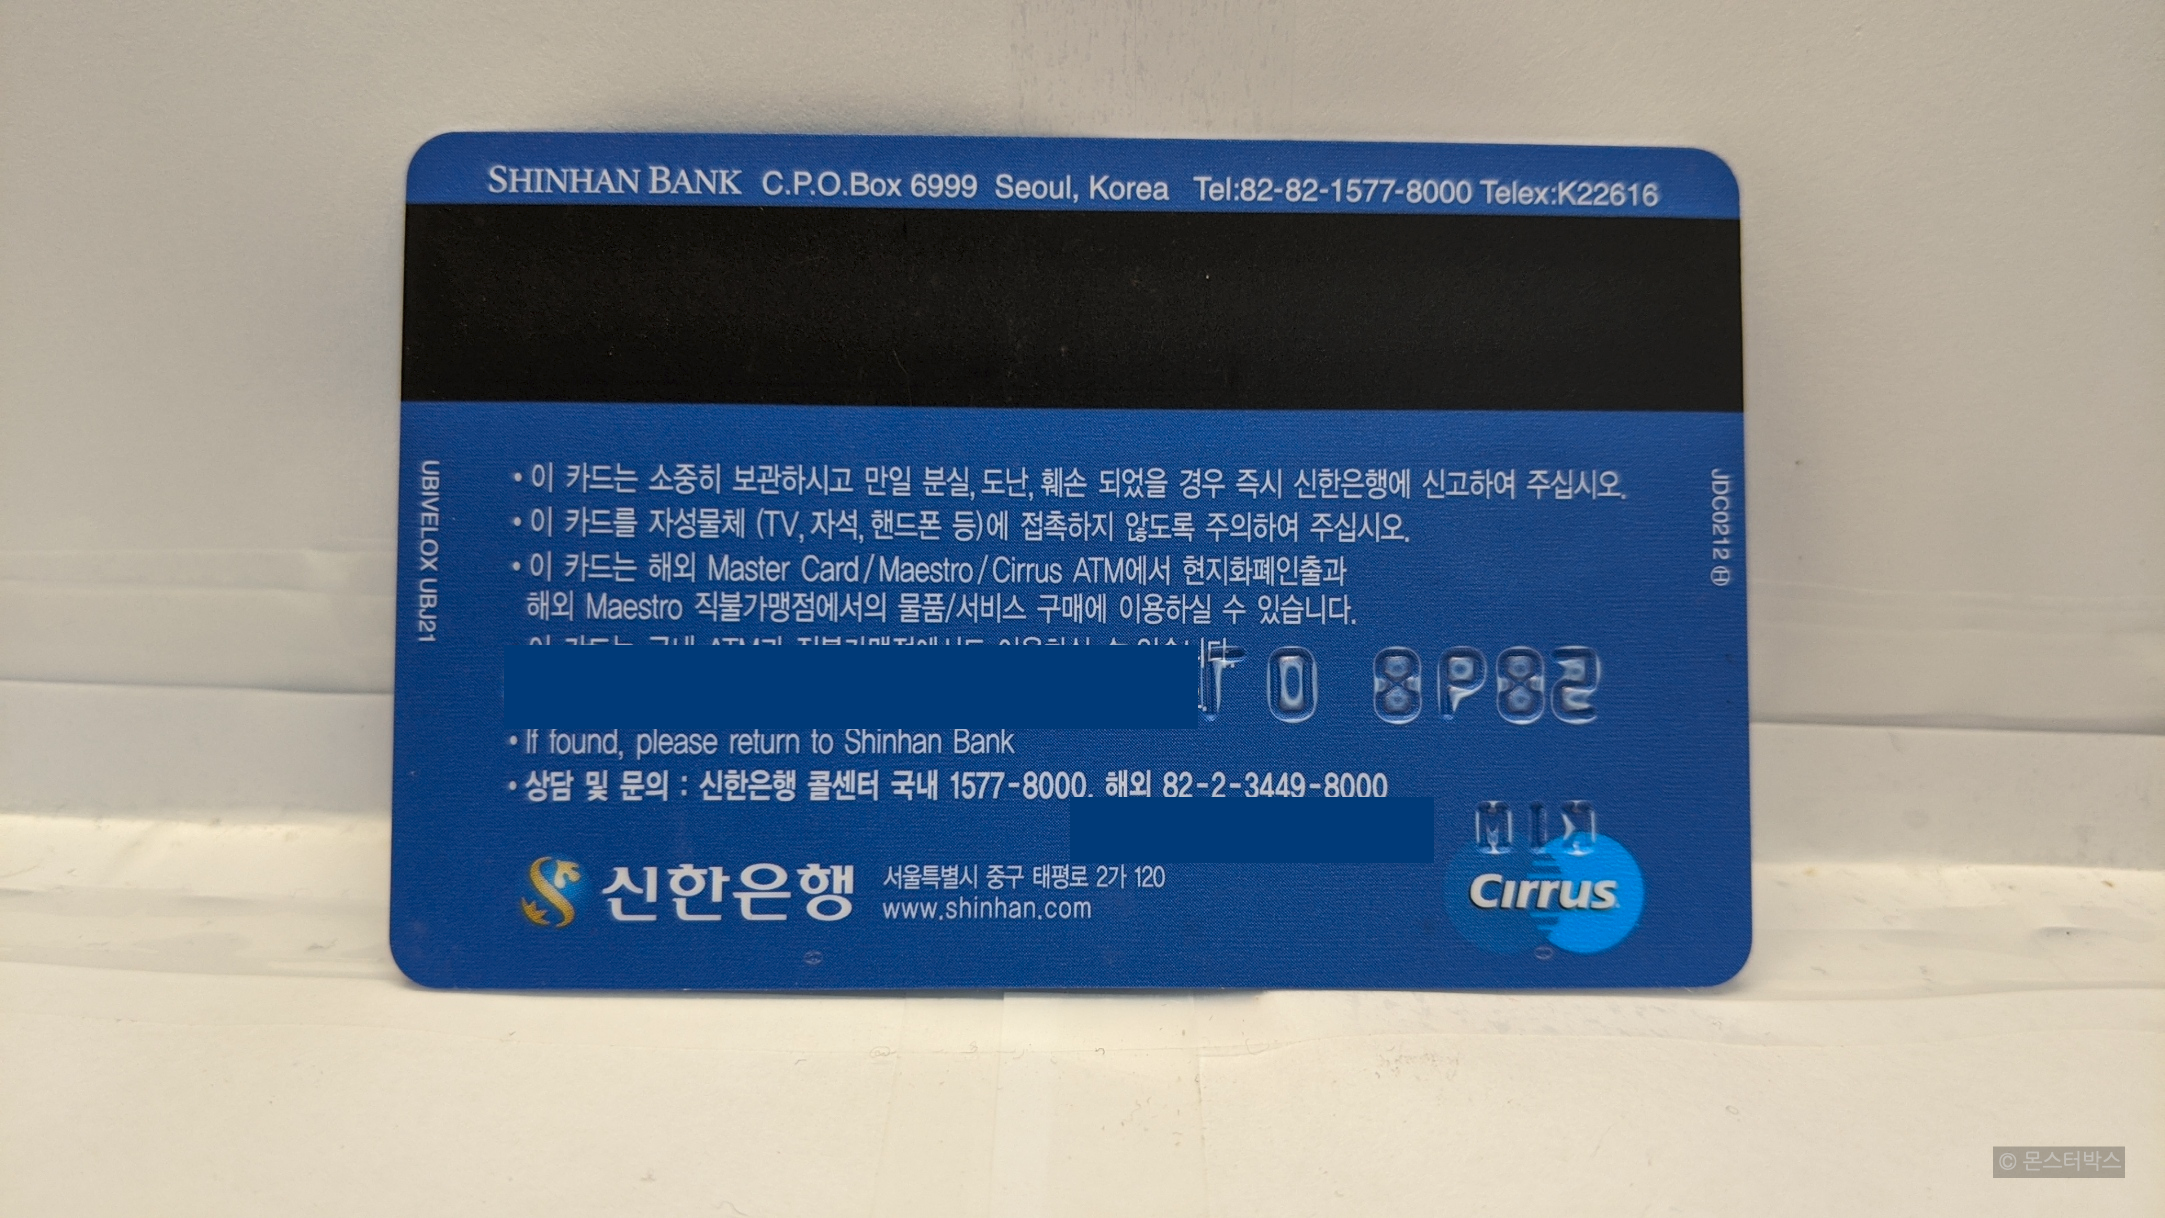 SHINHAN BANK C.P.O.Box 6999 Seoul, Korea Tel:82-82-1577-8000 Telex:K22616
• 이 카드는 소중히 보관하시고 만일 분실, 도난, 훼손 되었을 경우 즉시 신한은행에 신고하여 주십시오.
• 이 카드를 자성물체 (TV, 자석, 핸드폰 등)에 접촉하지 않도록 주의하여 주십시오.
• 이 카드는 해외 Master Card/Maestro/Cirrus ATM에서 현지화폐인출과
해외 Maestro 직불가맹점에서의 물품/서비스 구매에 이용하실 수 있습니다.
• If found, please return to Shinhan Bank
• 상담 및 문의 : 신한은행 콜센터 국내 1577-8000, 해외 82-2-3449-8000
신한은행
서울특별시 중구 태평로 2가 120
www.shinhan.com
Cirrus
UBIVELOX UBJ21
JDC0212 Ⓗ
© 몬스터박스